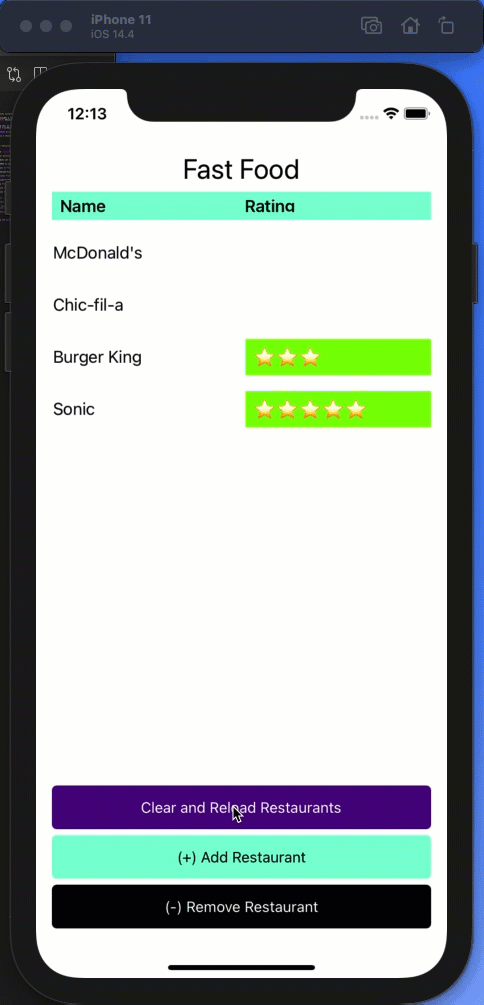 iPhone 11
iOS 14.4
12:13
Fast Food
Name Rating
McDonald's
Chic-fil-a
Burger King
Sonic
Clear and Reload Restaurants
(+) Add Restaurant
(-) Remove Restaurant